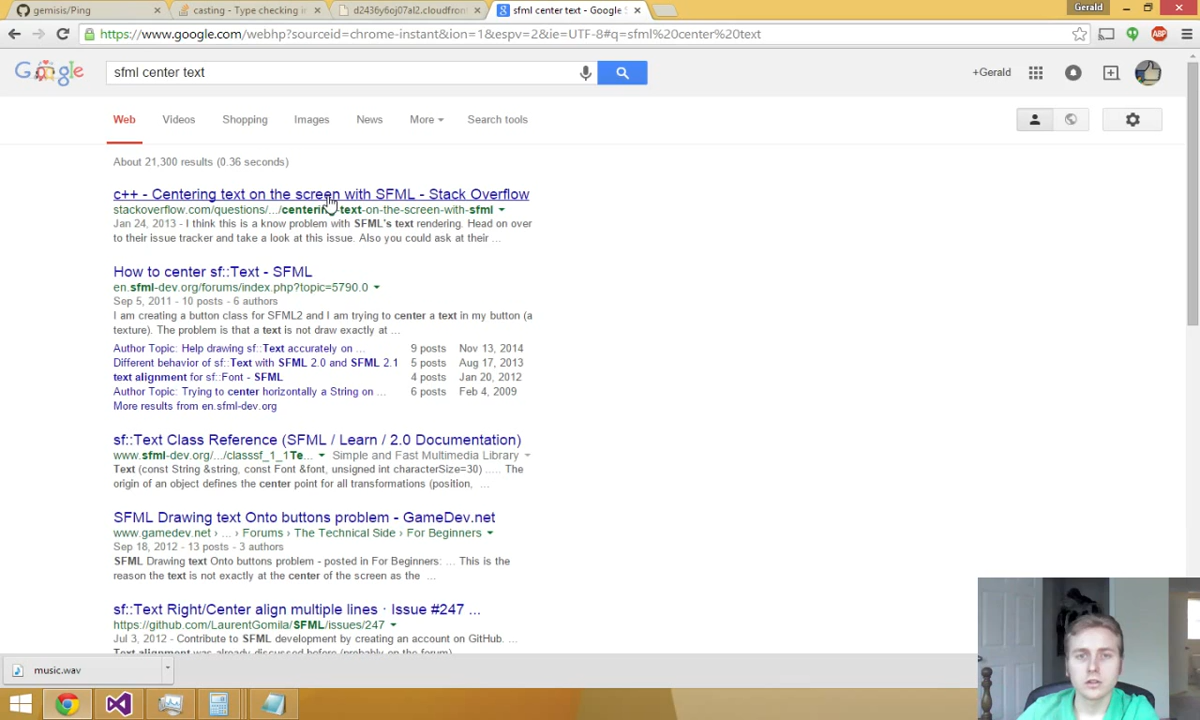 gemisis/Ping
casting - Type checking in
d2436y6oj07al2.cloudfront
sfml center text - Google S
Gerald
https://www.google.com/webhp?sourceid=chrome-instant&ion=1&espv=2&ie=UTF-8#q=sfml%20center%20text
Google
sfml center text
+Gerald
Web
Videos
Shopping
Images
News
More
Search tools
About 21,300 results (0.36 seconds)
c++ - Centering text on the screen with SFML - Stack Overflow
stackoverflow.com/questions/.../centering-text-on-the-screen-with-sfml
Jan 24, 2013 - I think this is a know problem with SFML's text rendering. Head on over
to their issue tracker and take a look at this issue. Also you could ask at their ...
How to center sf::Text - SFML
en.sfml-dev.org/forums/index.php?topic=5790.0
Sep 5, 2011 - 10 posts - 6 authors
I am creating a button class for SFML2 and I am trying to center a text in my button (a
texture). The problem is that a text is not draw exactly at ...
Author Topic: Help drawing sf::Text accurately on ... 9 posts Nov 13, 2014
Different behavior of sf::Text with SFML 2.0 and SFML 2.1 5 posts Aug 17, 2013
text alignment for sf::Font - SFML 4 posts Jan 20, 2012
Author Topic: Trying to center horizontally a String on ... 6 posts Feb 4, 2009
More results from en.sfml-dev.org
sf::Text Class Reference (SFML / Learn / 2.0 Documentation)
www.sfml-dev.org/.../classsf_1_1Te... Simple and Fast Multimedia Library
Text (const String &string, const Font &font, unsigned int characterSize=30) ..... The
origin of an object defines the center point for all transformations (position, ...
SFML Drawing text Onto buttons problem - GameDev.net
www.gamedev.net › ... › Forums › The Technical Side › For Beginners
Sep 18, 2012 - 13 posts - 3 authors
SFML Drawing text Onto buttons problem - posted in For Beginners: ... This is the
reason the text is not exactly at the center of the screen as the ...
sf::Text Right/Center align multiple lines · Issue #247 ...
https://github.com/LaurentGomila/SFML/issues/247
Jul 3, 2012 - Contribute to SFML development by creating an account on GitHub. ...
Text alignment was already discussed before (probably on the forum)
music.wav